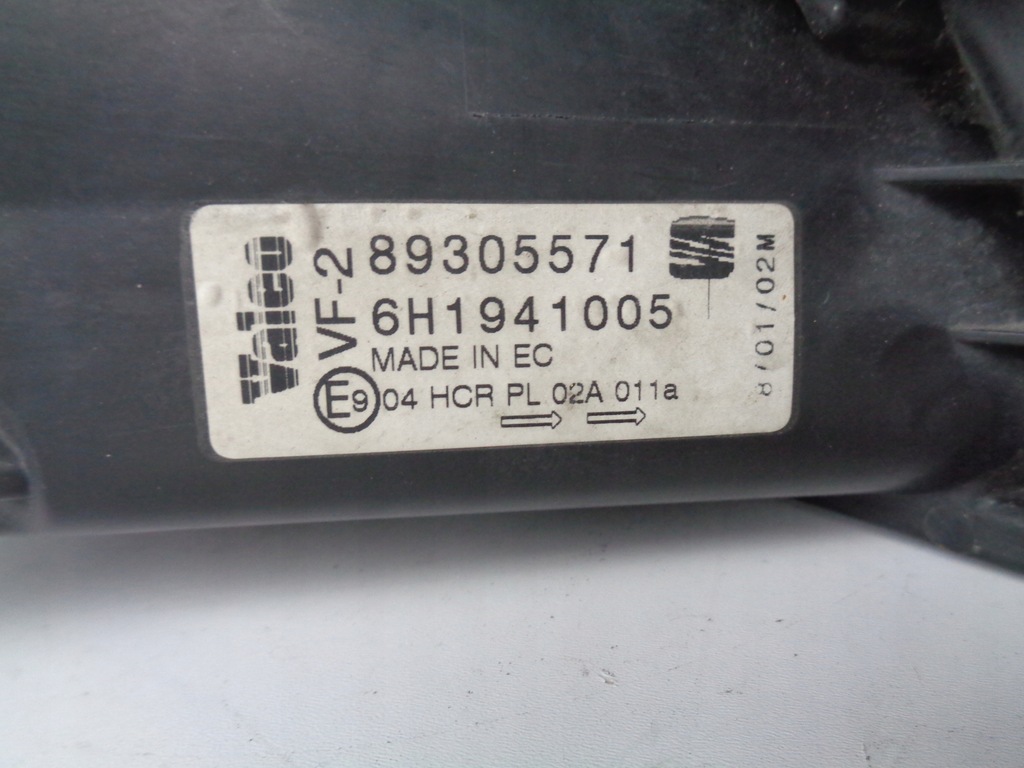 Valeo
VF-2
89305571
6H1941005
MADE IN EC
E9 04 HCR PL 02A 011a
8/01/02M